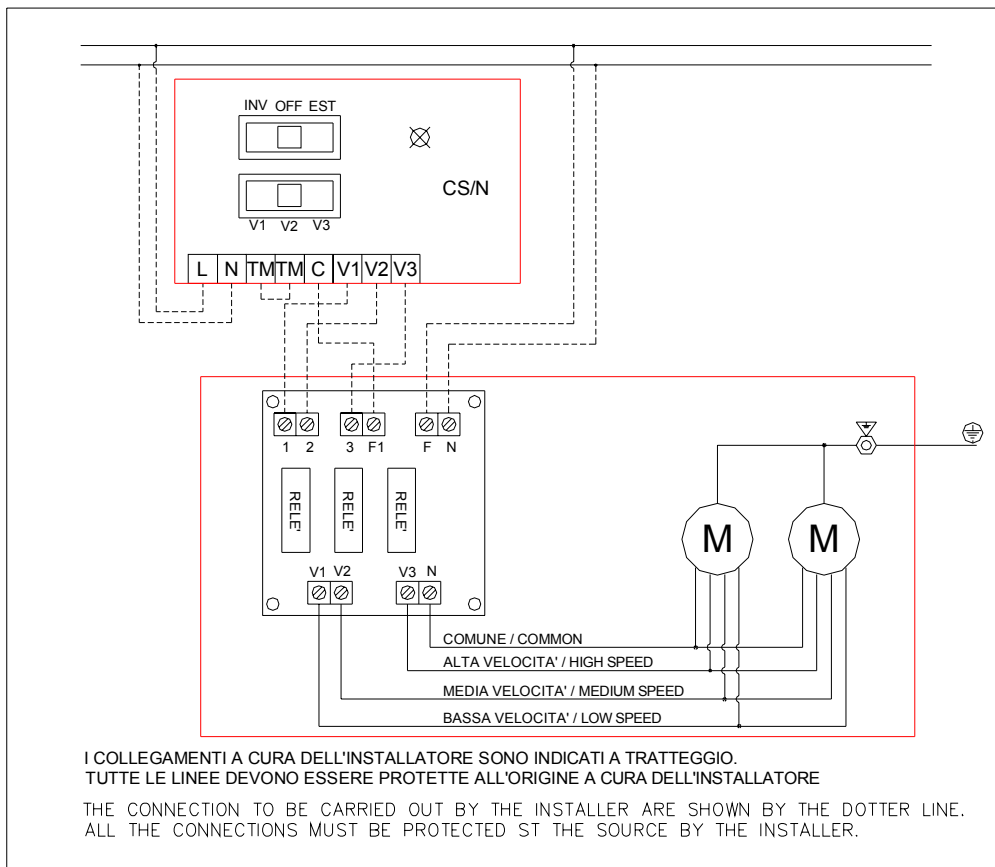 INV OFF EST
CS/N
V1 V2 V3
L N TM TM C V1 V2 V3
1 2 3 F1 F N
RELE' RELE' RELE'
M M
V1 V2 V3 N
COMUNE / COMMON
ALTA VELOCITA' / HIGH SPEED
MEDIA VELOCITA' / MEDIUM SPEED
BASSA VELOCITA' / LOW SPEED
I COLLEGAMENTI A CURA DELL'INSTALLATORE SONO INDICATI A TRATTEGGIO.
TUTTE LE LINEE DEVONO ESSERE PROTETTE ALL'ORIGINE A CURA DELL'INSTALLATORE
THE CONNECTION TO BE CARRIED OUT BY THE INSTALLER ARE SHOWN BY THE DOTTER LINE.
ALL THE CONNECTIONS MUST BE PROTECTED ST THE SOURCE BY THE INSTALLER.